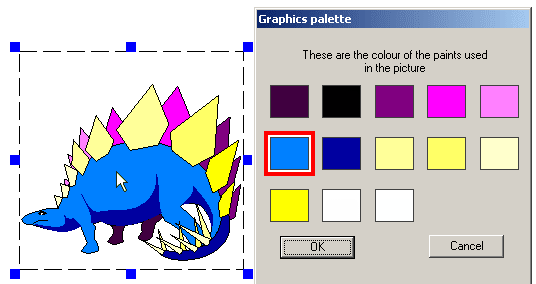 Graphics palette
These are the colour of the paints used
in the picture
OK
Cancel